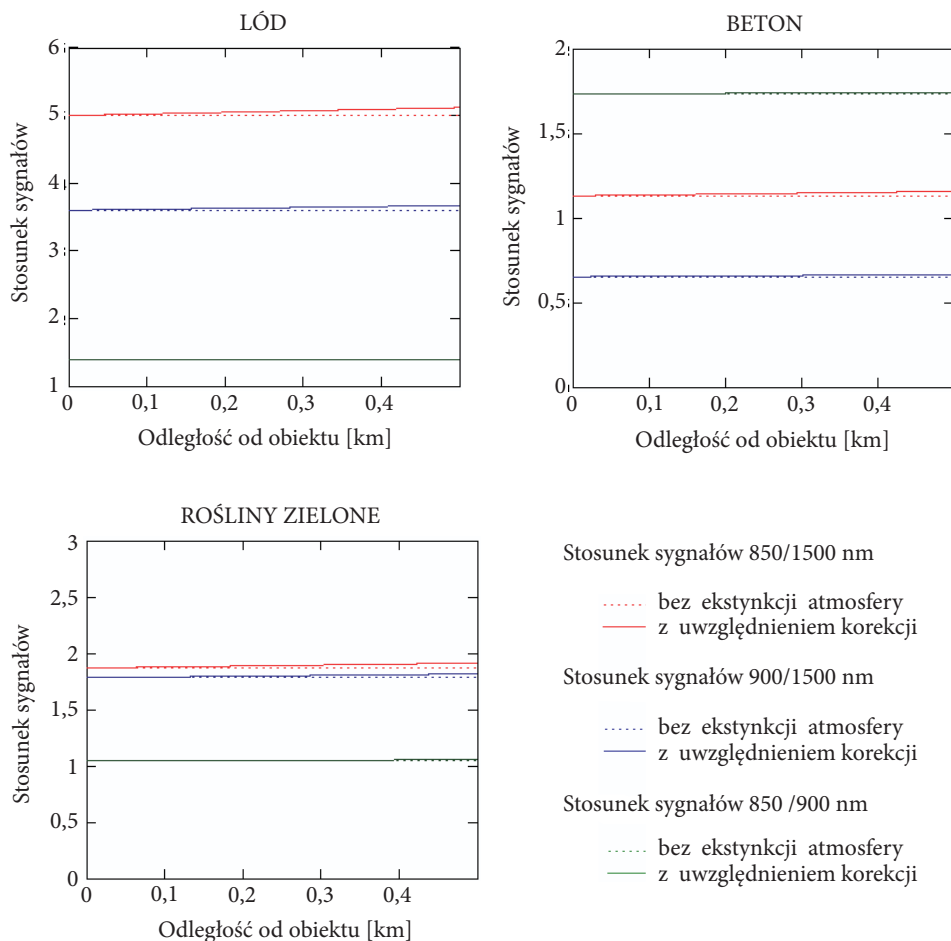 LÓD
Stosunek sygnałów
6
5
4
3
2
1
0 0,1 0,2 0,3 0,4
Odległość od obiektu [km]
BETON
Stosunek sygnałów
2
1,5
1
0,5
0
0 0,1 0,2 0,3 0,4
Odległość od obiektu [km]
ROŚLINY ZIELONE
Stosunek sygnałów
3
2,5
2
1,5
1
0,5
0
0 0,1 0,2 0,3 0,4
Odległość od obiektu [km]
Stosunek sygnałów 850/1500 nm
bez ekstynkcji atmosfery
z uwzględnieniem korekcji
Stosunek sygnałów 900/1500 nm
bez ekstynkcji atmosfery
z uwzględnieniem korekcji
Stosunek sygnałów 850 /900 nm
bez ekstynkcji atmosfery
z uwzględnieniem korekcji